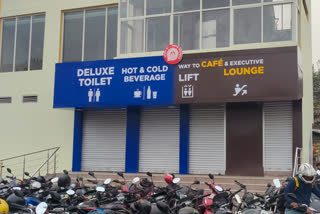 DELUXE
TOILET
HOT & COLD
BEVERAGE
WAY TO CAFÉ & EXECUTIVE
LIFT
LOUNGE